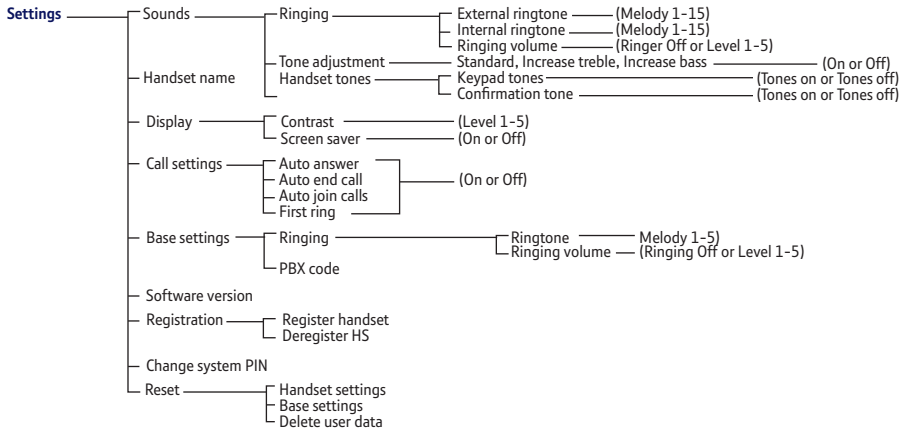 Settings Sounds Ringing External ringtone (Melody 1-15)
Internal ringtone (Melody 1-15)
Ringing volume (Ringer Off or Level 1-5)
Tone adjustment Standard, Increase treble, Increase bass (On or Off)
Handset name Handset tones Keypad tones (Tones on or Tones off)
Confirmation tone (Tones on or Tones off)
Display Contrast (Level 1-5)
Screen saver (On or Off)
Call settings Auto answer
Auto end call (On or Off)
Auto join calls
First ring
Base settings Ringing Ringtone Melody 1-5)
Ringing volume (Ringing Off or Level 1-5)
PBX code
Software version
Registration Register handset
Deregister HS
Change system PIN
Reset Handset settings
Base settings
Delete user data